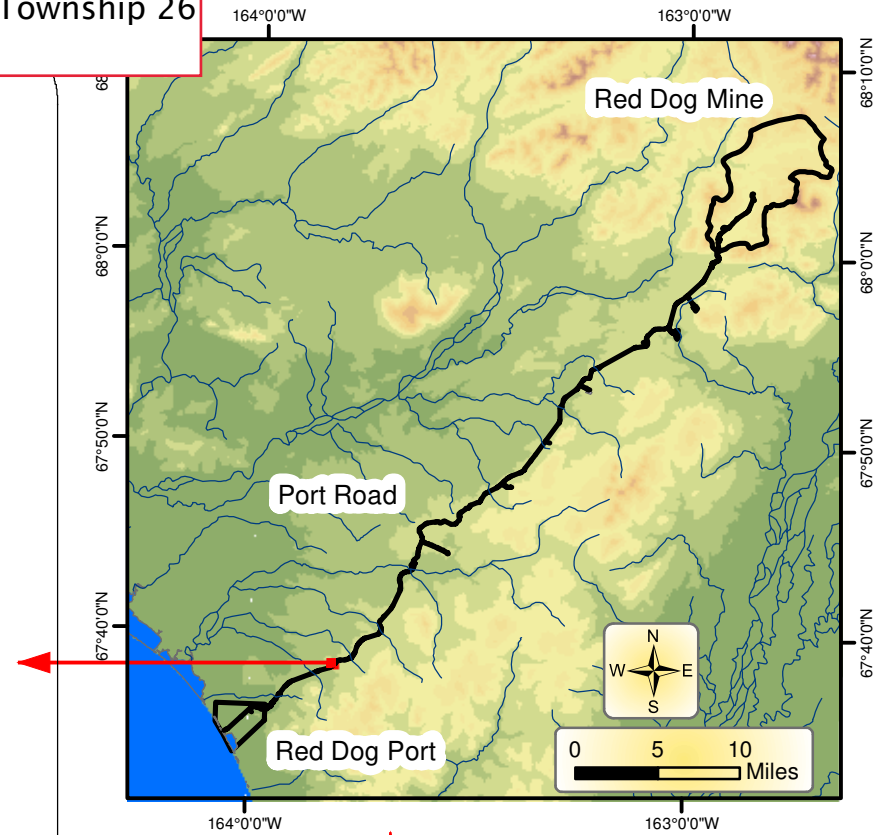 Township 26
164°0'0"W
163°0'0"W
68°10'0"N
Red Dog Mine
68°0'0"N
68°0'0"N
67°50'0"N
67°50'0"N
Port Road
67°40'0"N
67°40'0"N
N
W
E
S
Red Dog Port
0
5
10
Miles
164°0'0"W
163°0'0"W